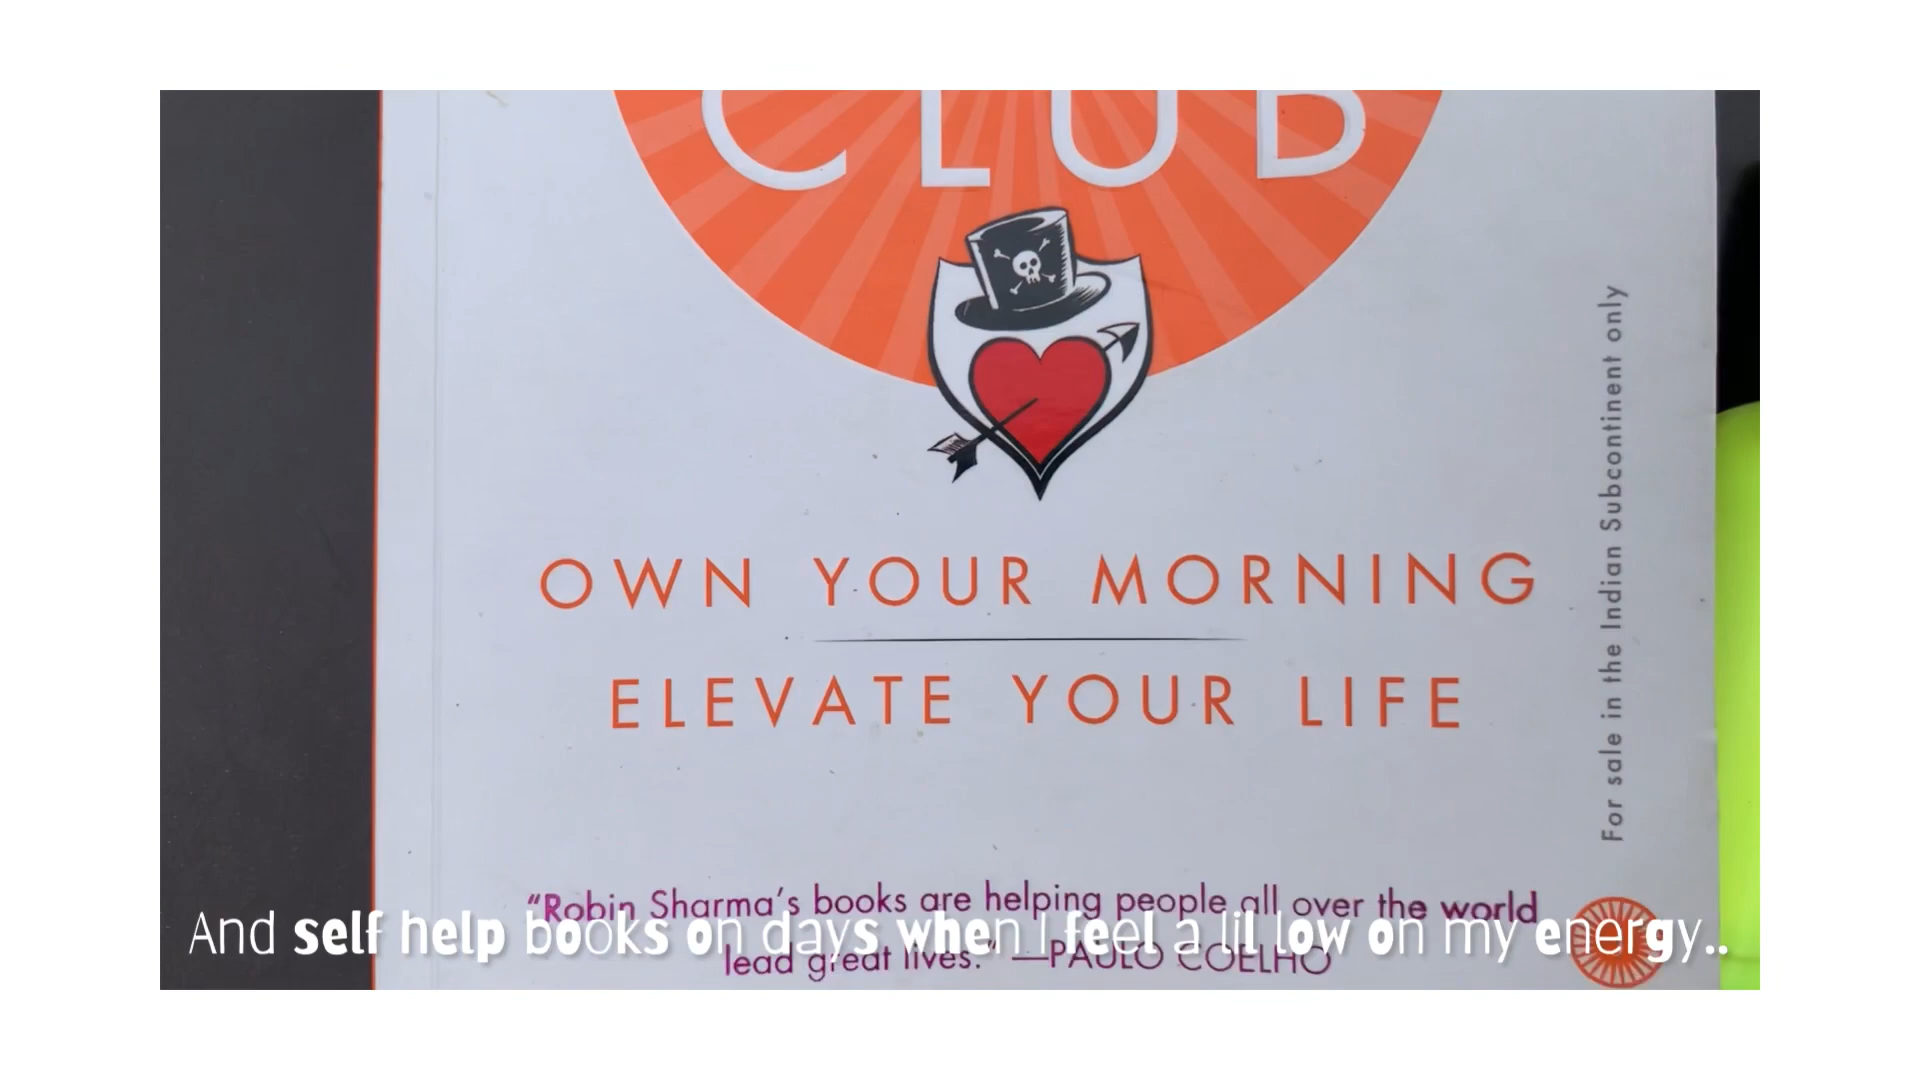 CLUB
OWN YOUR MORNING
ELEVATE YOUR LIFE
For sale in the Indian Subcontinent only
“Robin Sharma’s books are helping people all over the world
lead great lives.” —PAULO COELHO
And self help books on days when I feel a lil low on my energy..